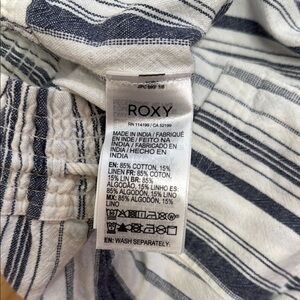 ROXY
RN 114199 / CA 52199
MADE IN INDIA / FABRIQUÉ
EN INDE / FEITO NA
ÍNDIA / FABRICADO EN
INDIA / HECHO EN
INDIA
EN: 85% COTTON, 15%
LINEN FR: 85% COTON,
15% LIN BR: 85%
ALGODÃO, 15% LINHO ES:
85% ALGODÓN, 15% LINO
MX: 85% ALGODÓN, 15%
LINO
EN: WASH SEPARATELY.